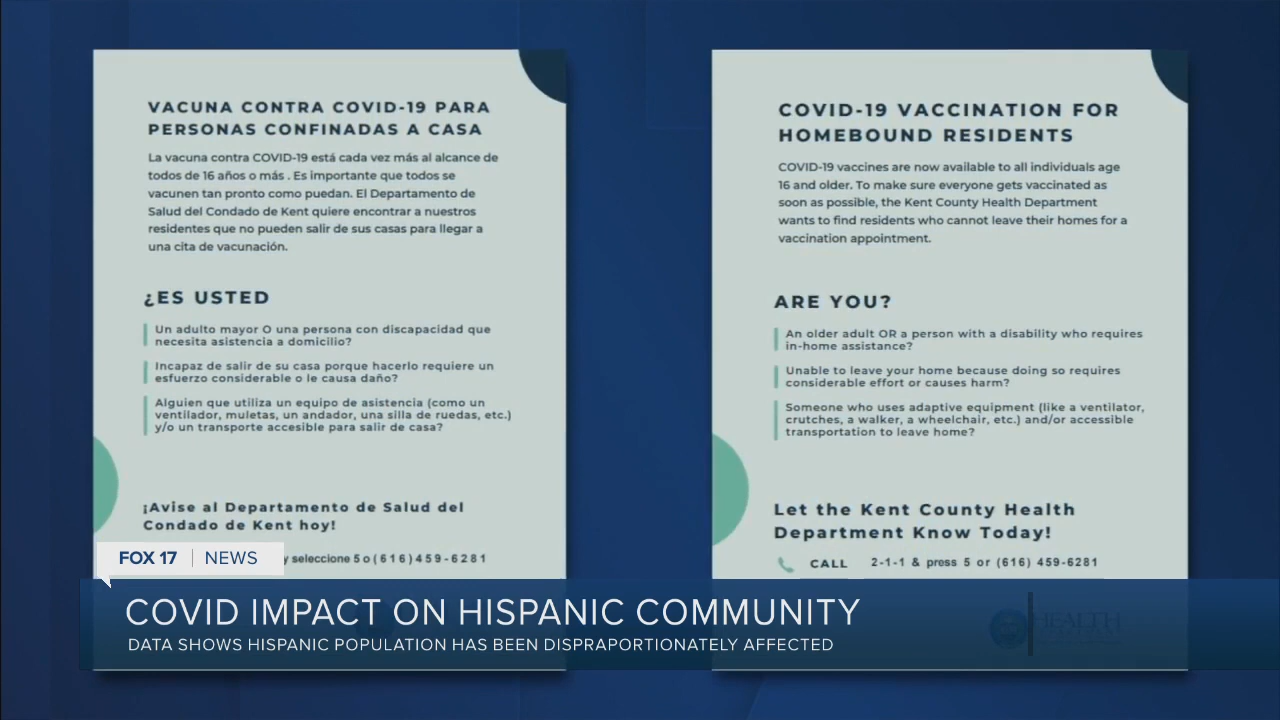 VACUNA CONTRA COVID-19 PARA
PERSONAS CONFINADAS A CASA
La vacuna contra COVID-19 está cada vez más al alcance de
todos de 16 años o más . Es importante que todos se
vacunen tan pronto como puedan. El Departamento de
Salud del Condado de Kent quiere encontrar a nuestros
residentes que no pueden salir de sus casas para llegar a
una cita de vacunación.
¿ES USTED
Un adulto mayor O una persona con discapacidad que
necesita asistencia a domicilio?
Incapaz de salir de su casa porque hacerlo requiere un
esfuerzo considerable o le causa daño?
Alguien que utiliza un equipo de asistencia (como un
ventilador, muletas, un andador, una silla de ruedas, etc.)
y/o un transporte accesible para salir de casa?
¡Avise al Departamento de Salud del
Condado de Kent hoy!
y seleccione 5 o (616)459-6281
COVID-19 VACCINATION FOR
HOMEBOUND RESIDENTS
COVID-19 vaccines are now available to all individuals age
16 and older. To make sure everyone gets vaccinated as
soon as possible, the Kent County Health Department
wants to find residents who cannot leave their homes for a
vaccination appointment.
ARE YOU?
An older adult OR a person with a disability who requires
in-home assistance?
Unable to leave your home because doing so requires
considerable effort or causes harm?
Someone who uses adaptive equipment (like a ventilator,
crutches, a walker, a wheelchair, etc.) and/or accessible
transportation to leave home?
Let the Kent County Health
Department Know Today!
CALL 2-1-1 & press 5 or (616) 459-6281
FOX 17 NEWS
COVID IMPACT ON HISPANIC COMMUNITY
DATA SHOWS HISPANIC POPULATION HAS BEEN DISPRAPORTIONATELY AFFECTED
HEALTH